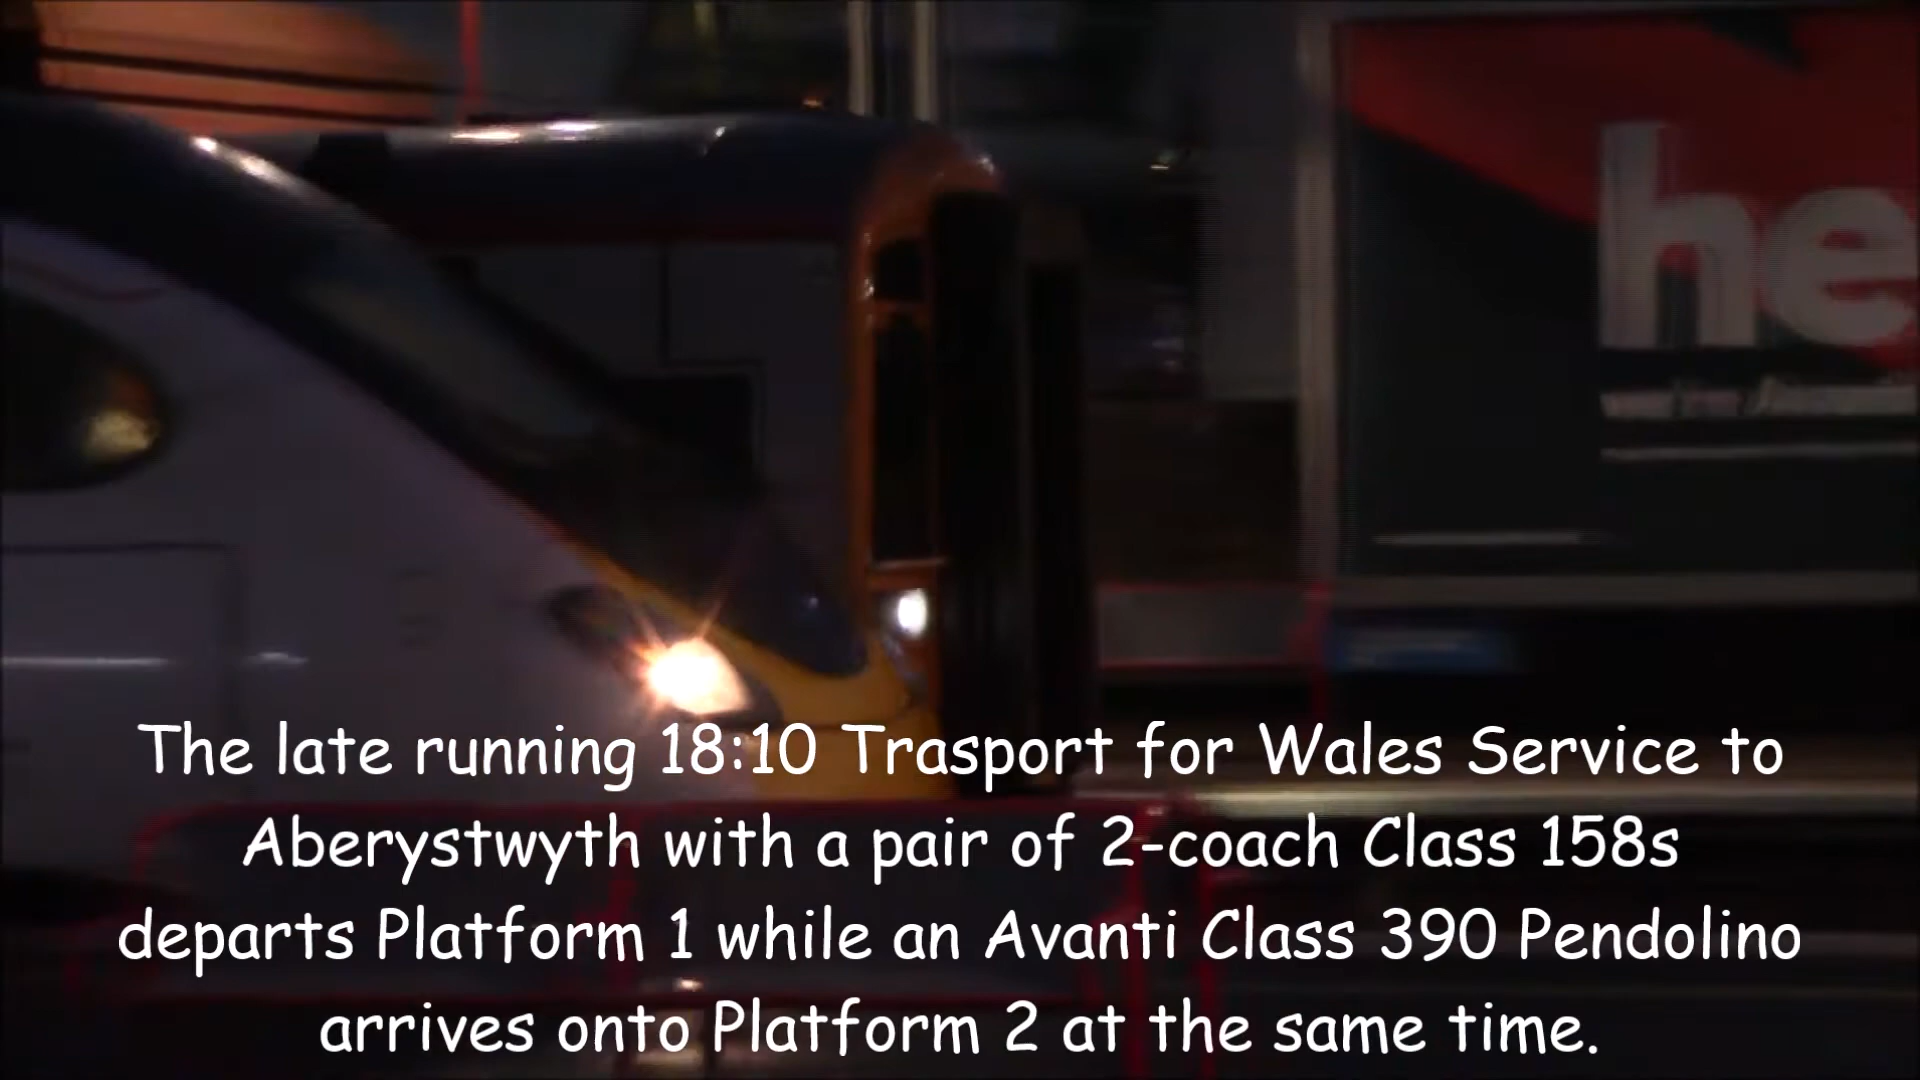 he
The late running 18:10 Trasport for Wales Service to
Aberystwyth with a pair of 2-coach Class 158s
departs Platform 1 while an Avanti Class 390 Pendolino
arrives onto Platform 2 at the same time.